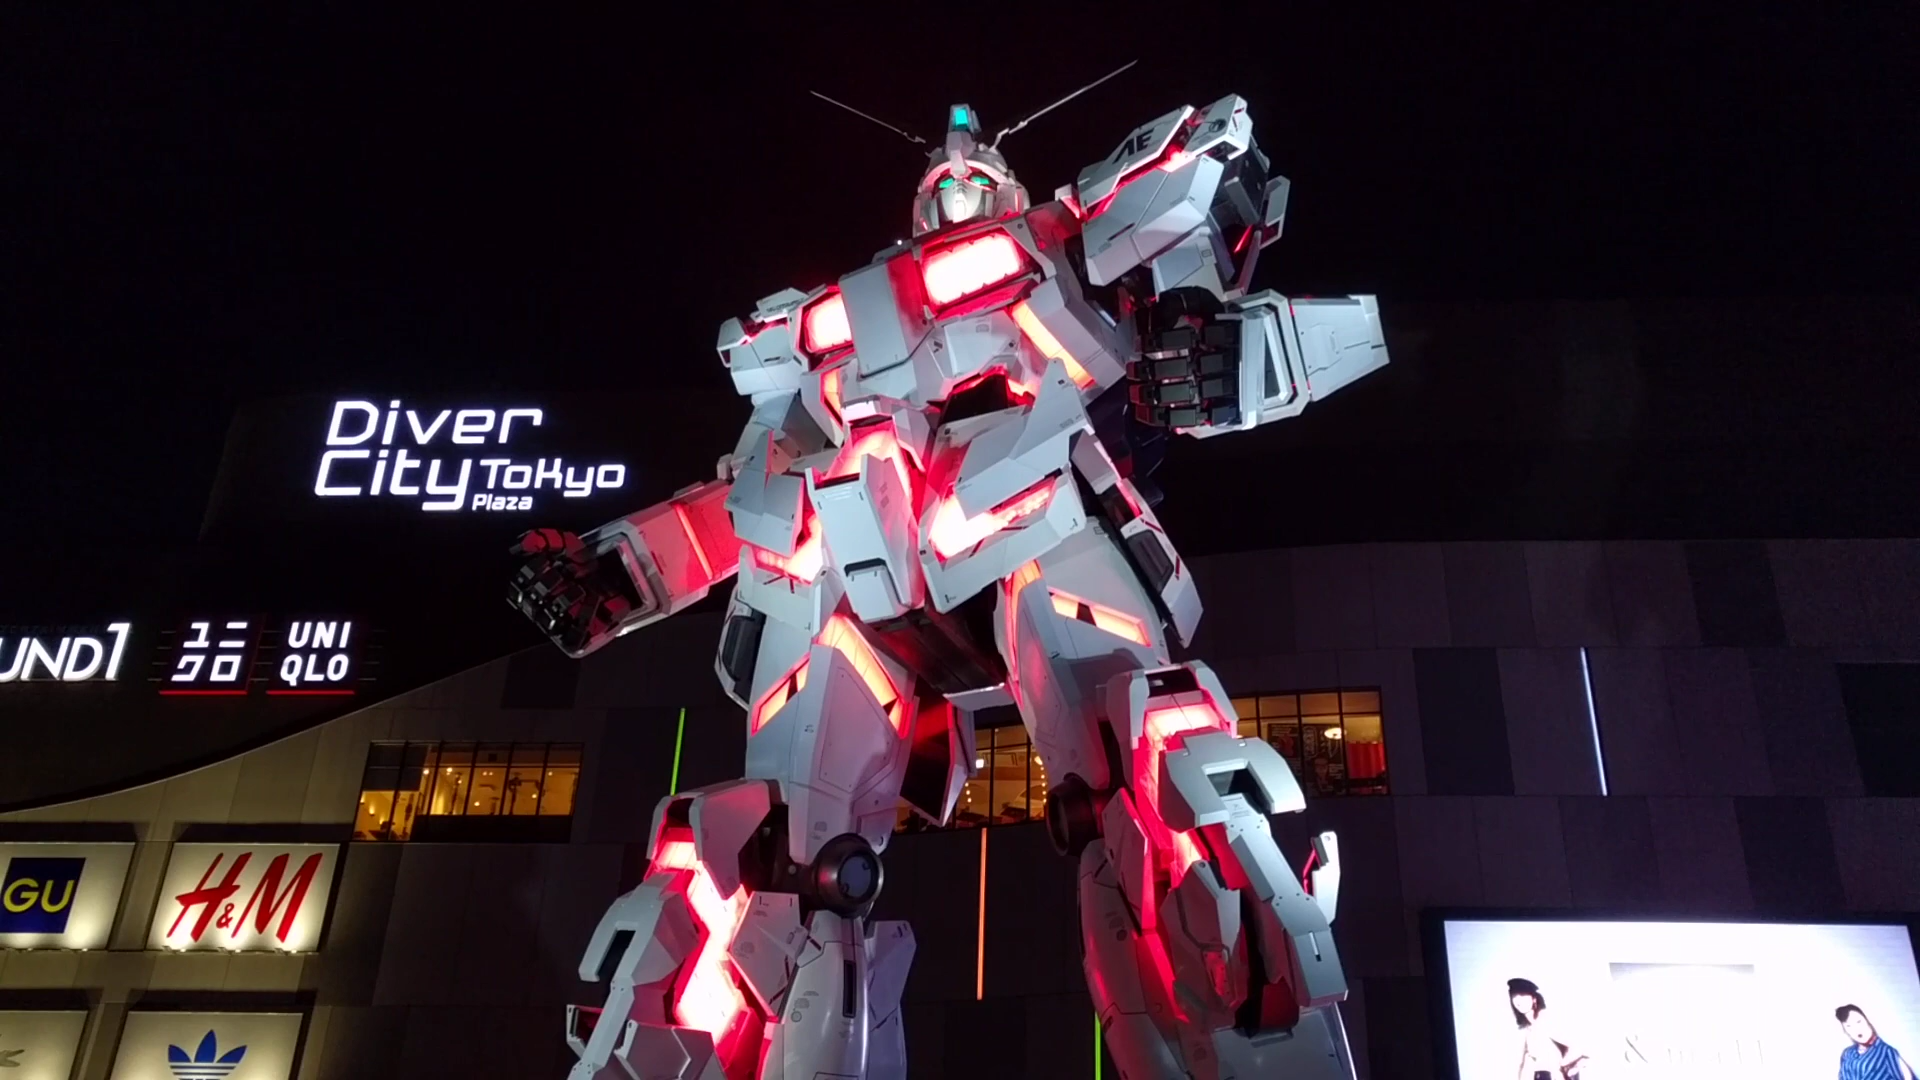 AE
Diver
City Tokyo
Plaza
UND1
ユニ
クロ
UNI
QLO
GU
H&M